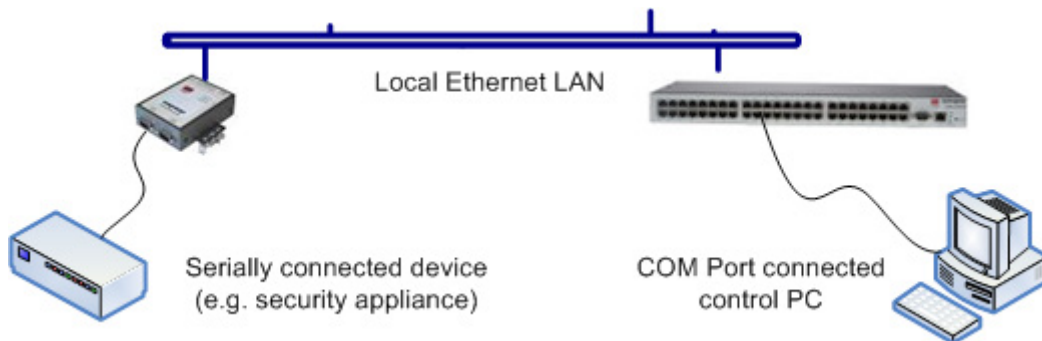 Local Ethernet LAN
Serially connected device
(e.g. security appliance)
COM Port connected
control PC